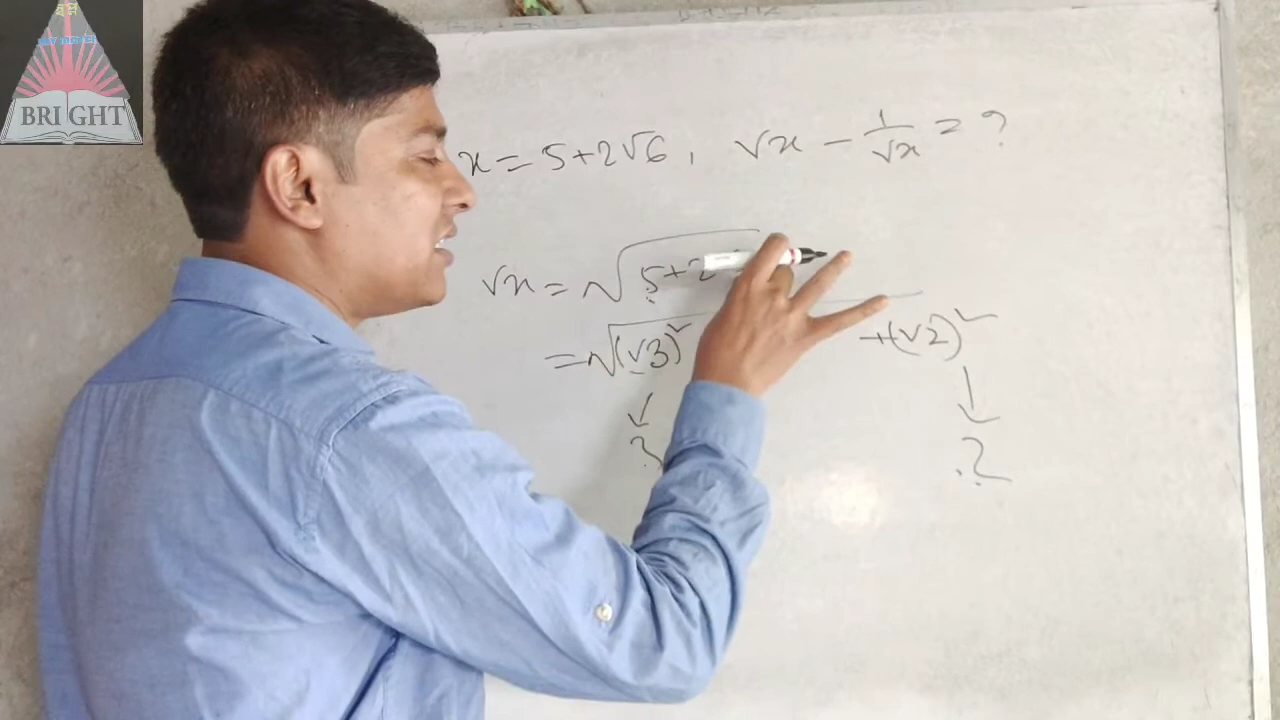 BRIGHT
x = 5+2√6, √x − 1/√x = ?
√x = √5+2
= √(√3)² +(√2)²
? ?